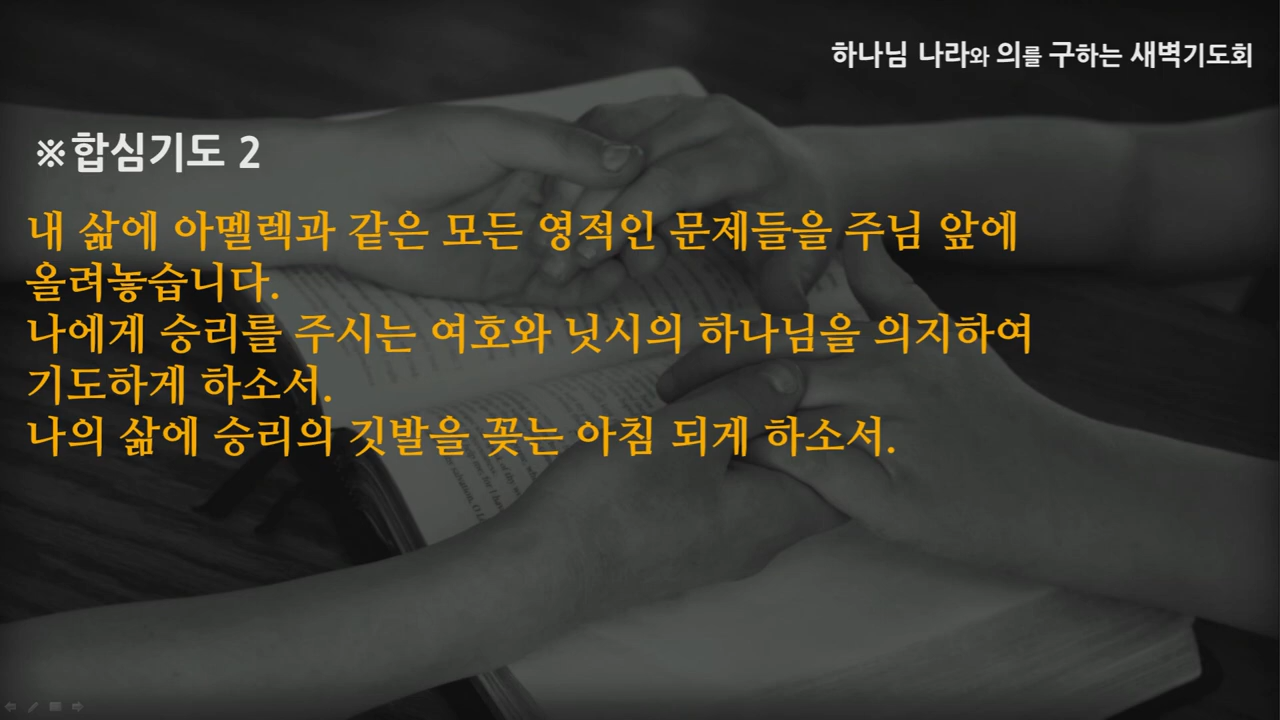 하나님 나라와 의를 구하는 새벽기도회
※합심기도 2
내 삶에 아멜렉과 같은 모든 영적인 문제들을 주님 앞에
올려놓습니다.
나에게 승리를 주시는 여호와 닛시의 하나님을 의지하여
기도하게 하소서.
나의 삶에 승리의 깃발을 꽂는 아침 되게 하소서.